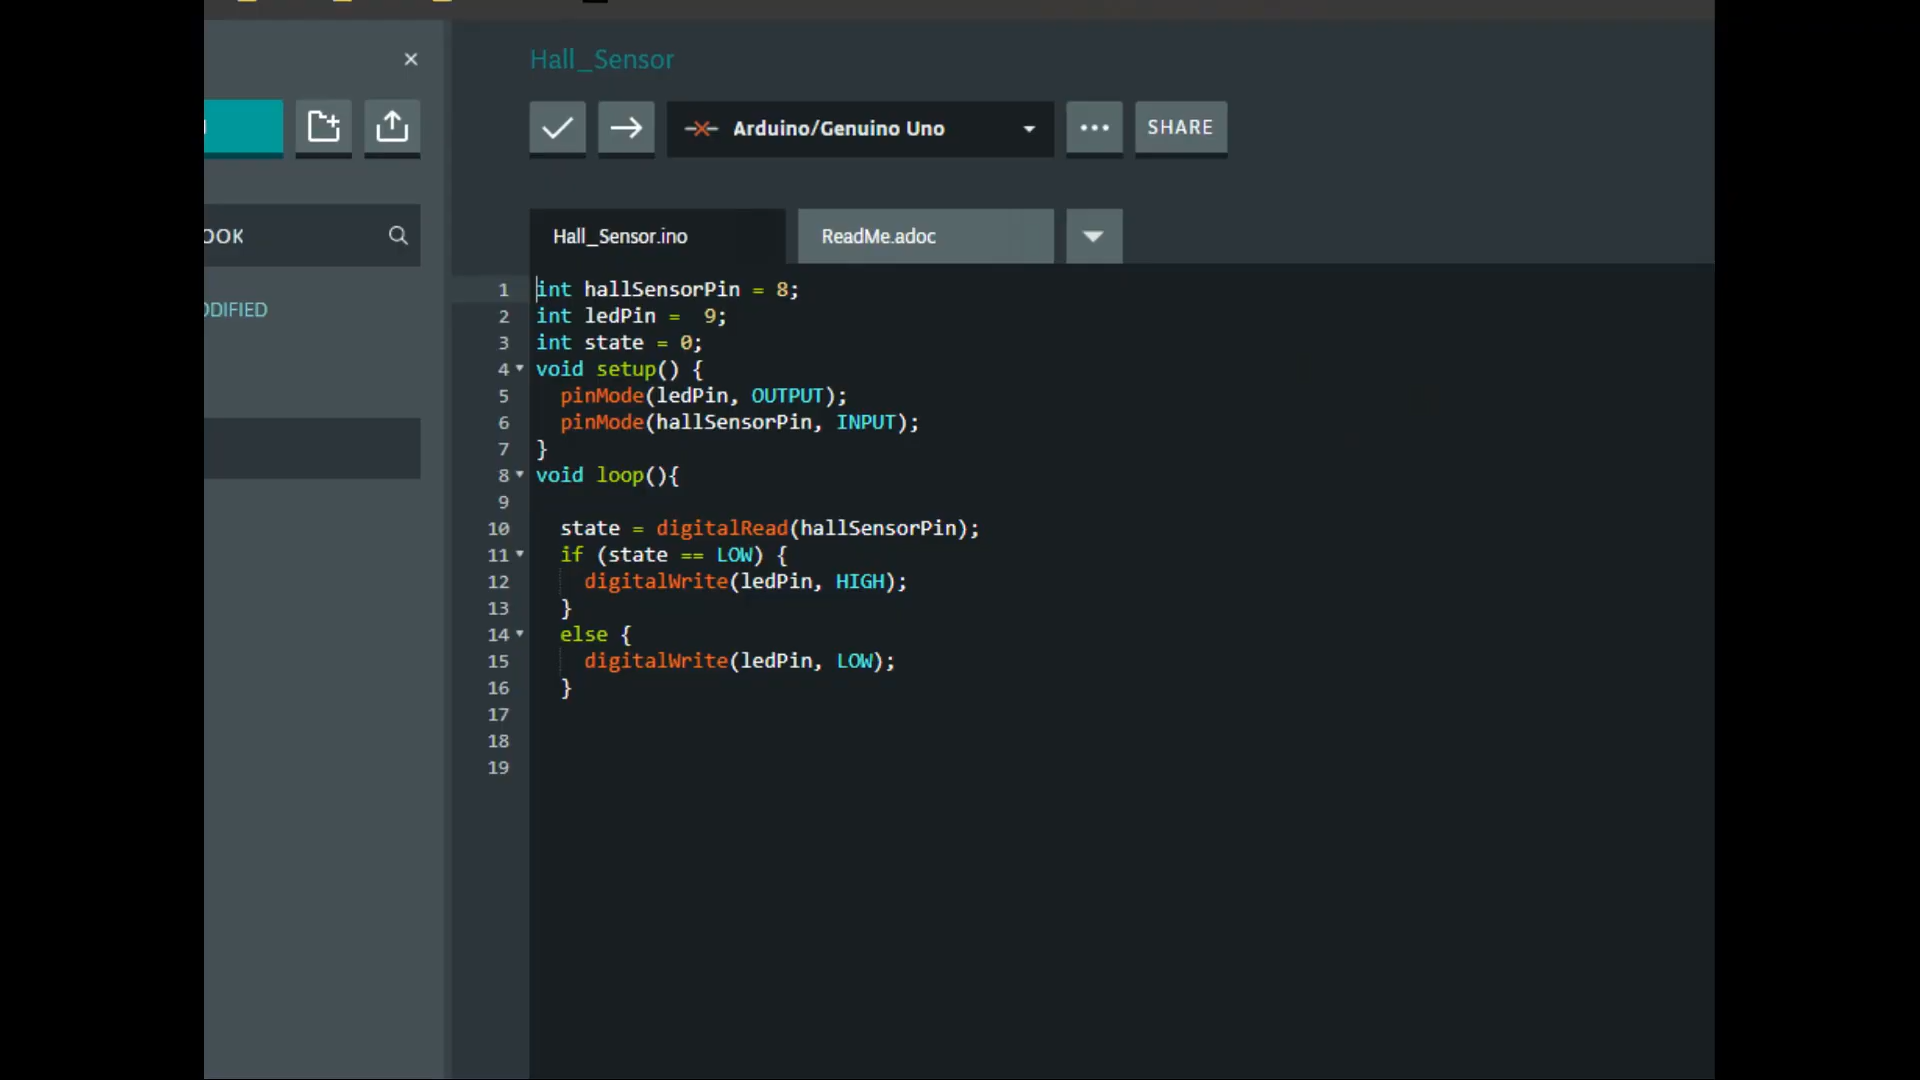 Hall_Sensor
Arduino/Genuino Uno
SHARE
OOK
Hall_Sensor.ino
ReadMe.adoc
ODIFIED
1 int hallSensorPin = 8;
2 int ledPin =  9;
3 int state = 0;
4 void setup() {
5   pinMode(ledPin, OUTPUT);
6   pinMode(hallSensorPin, INPUT);
7 }
8 void loop(){
9
10   state = digitalRead(hallSensorPin);
11   if (state == LOW) {
12     digitalWrite(ledPin, HIGH);
13   }
14   else {
15     digitalWrite(ledPin, LOW);
16   }
17
18
19